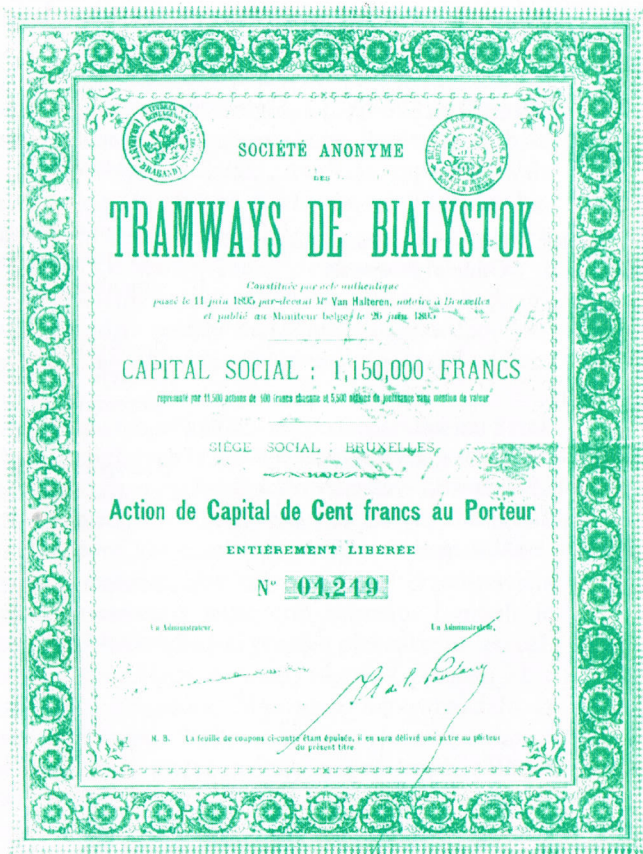 SOCIÉTÉ ANONYME
DES
TRAMWAYS DE BIALYSTOK
Constituée par acte authentique
passé le 11 juin 1895 par-devant Mᵉ Van Halteren, notaire à Bruxelles
et publié au Moniteur belge, le 26 juin 1895
CAPITAL SOCIAL : 1,150,000 FRANCS
représenté par 11,500 actions de 100 francs chacune et 5,500 actions de jouissance sans mention de valeur
SIÈGE SOCIAL : BRUXELLES
Action de Capital de Cent francs au Porteur
ENTIÈREMENT LIBÉRÉE
N° 01,219
Un Administrateur,
Un Administrateur,
N. B. La feuille de coupons ci-contre étant épuisée, il en sera délivré une autre au porteur
du présent titre